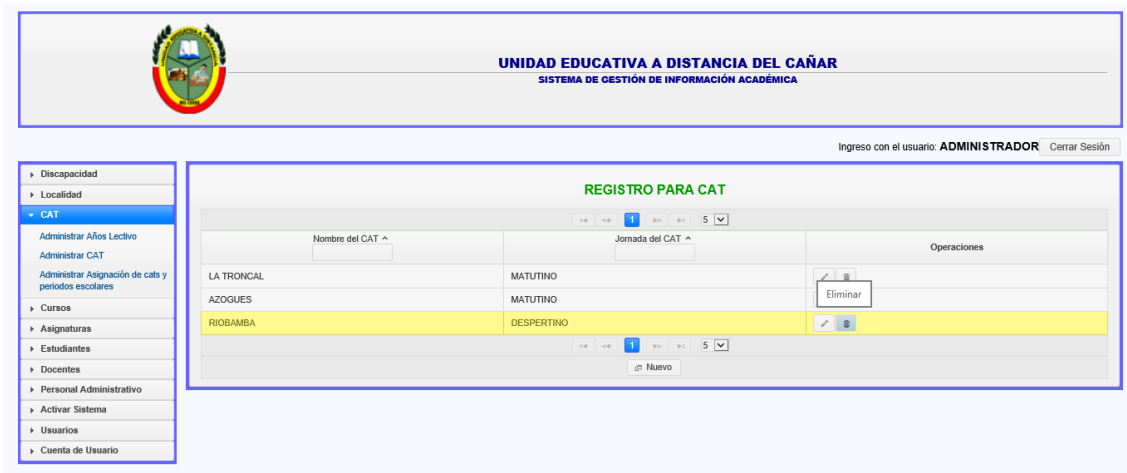 UNIDAD EDUCATIVA A DISTANCIA DEL CAÑAR
SISTEMA DE GESTIÓN DE INFORMACIÓN ACADÉMICA
Ingreso con el usuario: ADMINISTRADOR Cerrar Sesión
Discapacidad
Localidad
CAT
Administrar Años Lectivo
Administrar CAT
Administrar Asignación de cats y
periodos escolares
Cursos
Asignaturas
Estudiantes
Docentes
Personal Administrativo
Activar Sistema
Usuarios
Cuenta de Usuario
REGISTRO PARA CAT
1 5
Nombre del CAT Jornada del CAT Operaciones
LA TRONCAL MATUTINO
Eliminar
AZOGUES MATUTINO
RIOBAMBA DESPERTINO
1 5
Nuevo